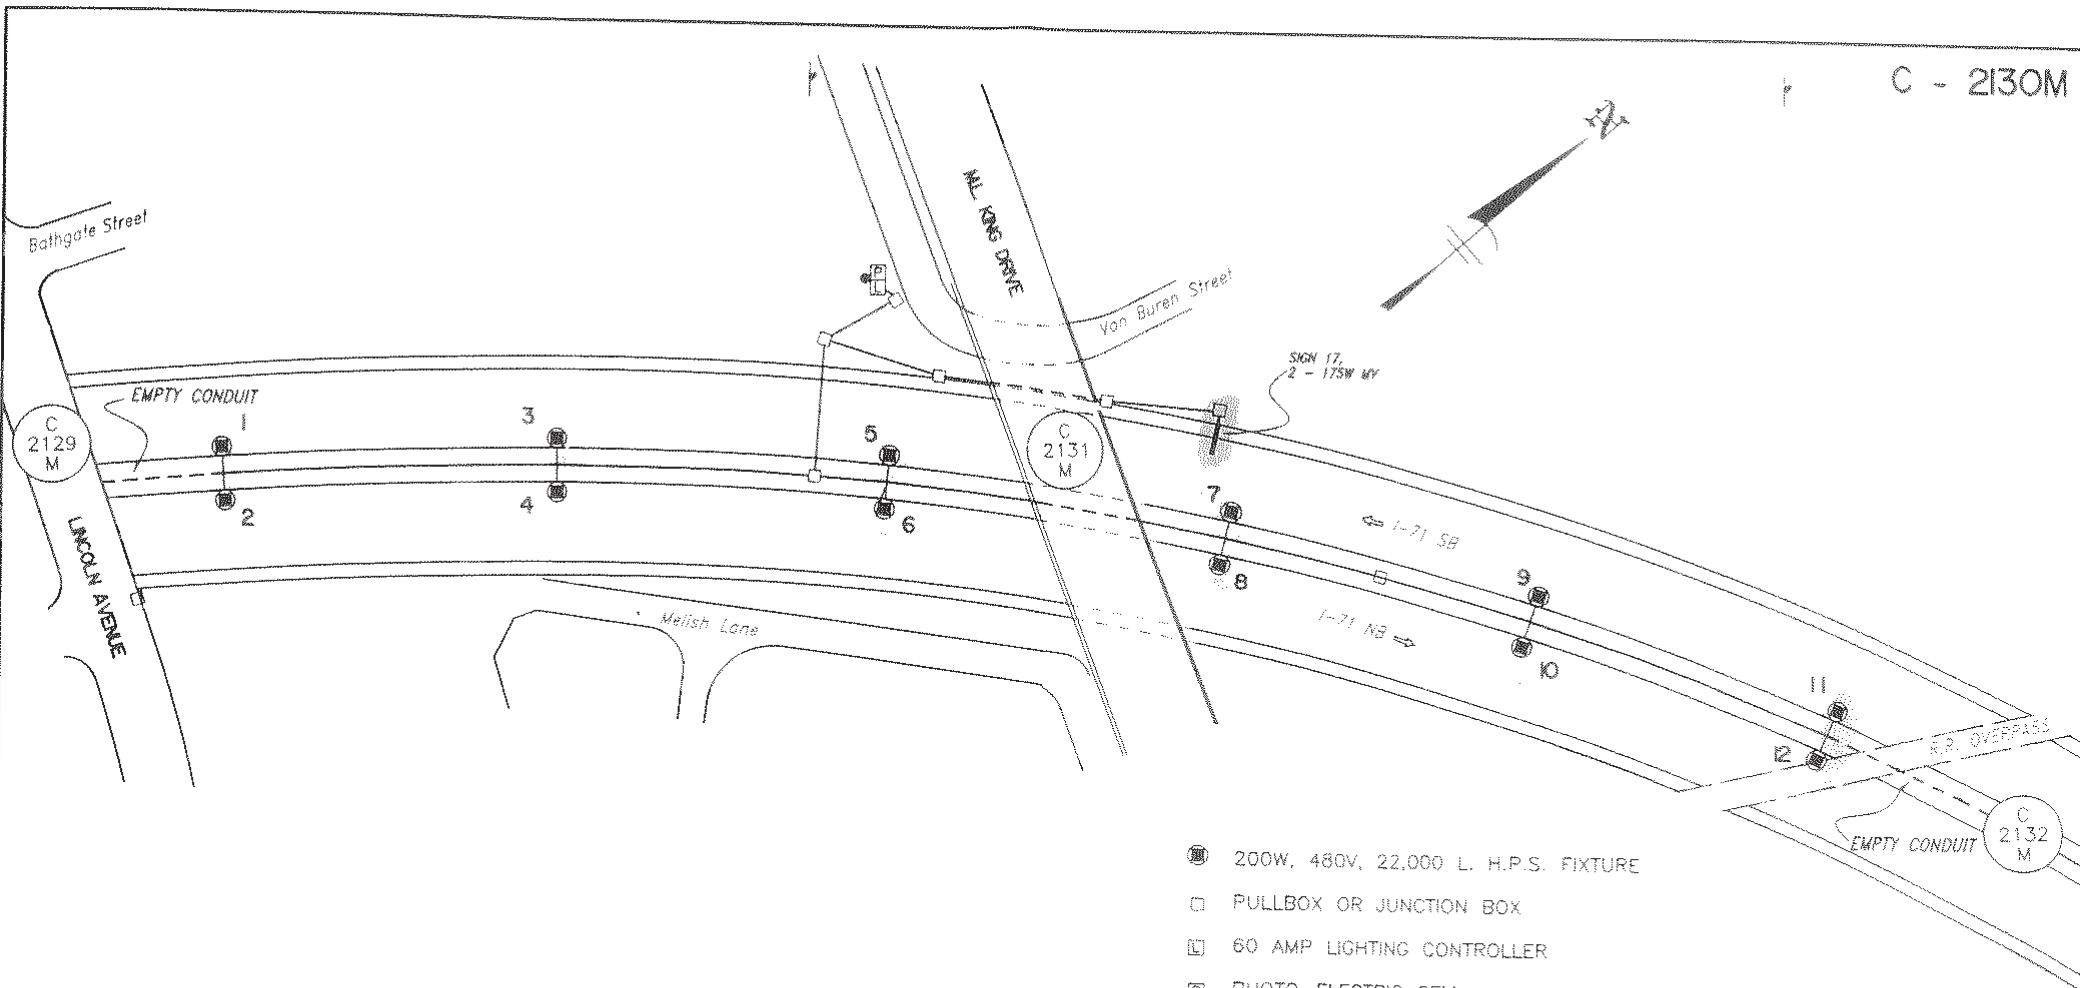 C - 2130M
N
Bathgate Street
M.L. KING DRIVE
Van Buren Street
P
L
SIGN 17,
2 - 175W MV
EMPTY CONDUIT
1
3
5
C
2129
M
C
2131
M
2
4
6
7
8
I-71 SB
LINCOLN AVENUE
Melish Lane
I-71 NB
9
10
11
12
R.R. OVERPASS
C
2132
M
EMPTY CONDUIT
200W, 480V, 22,000 L. H.P.S. FIXTURE
PULLBOX OR JUNCTION BOX
L 60 AMP LIGHTING CONTROLLER